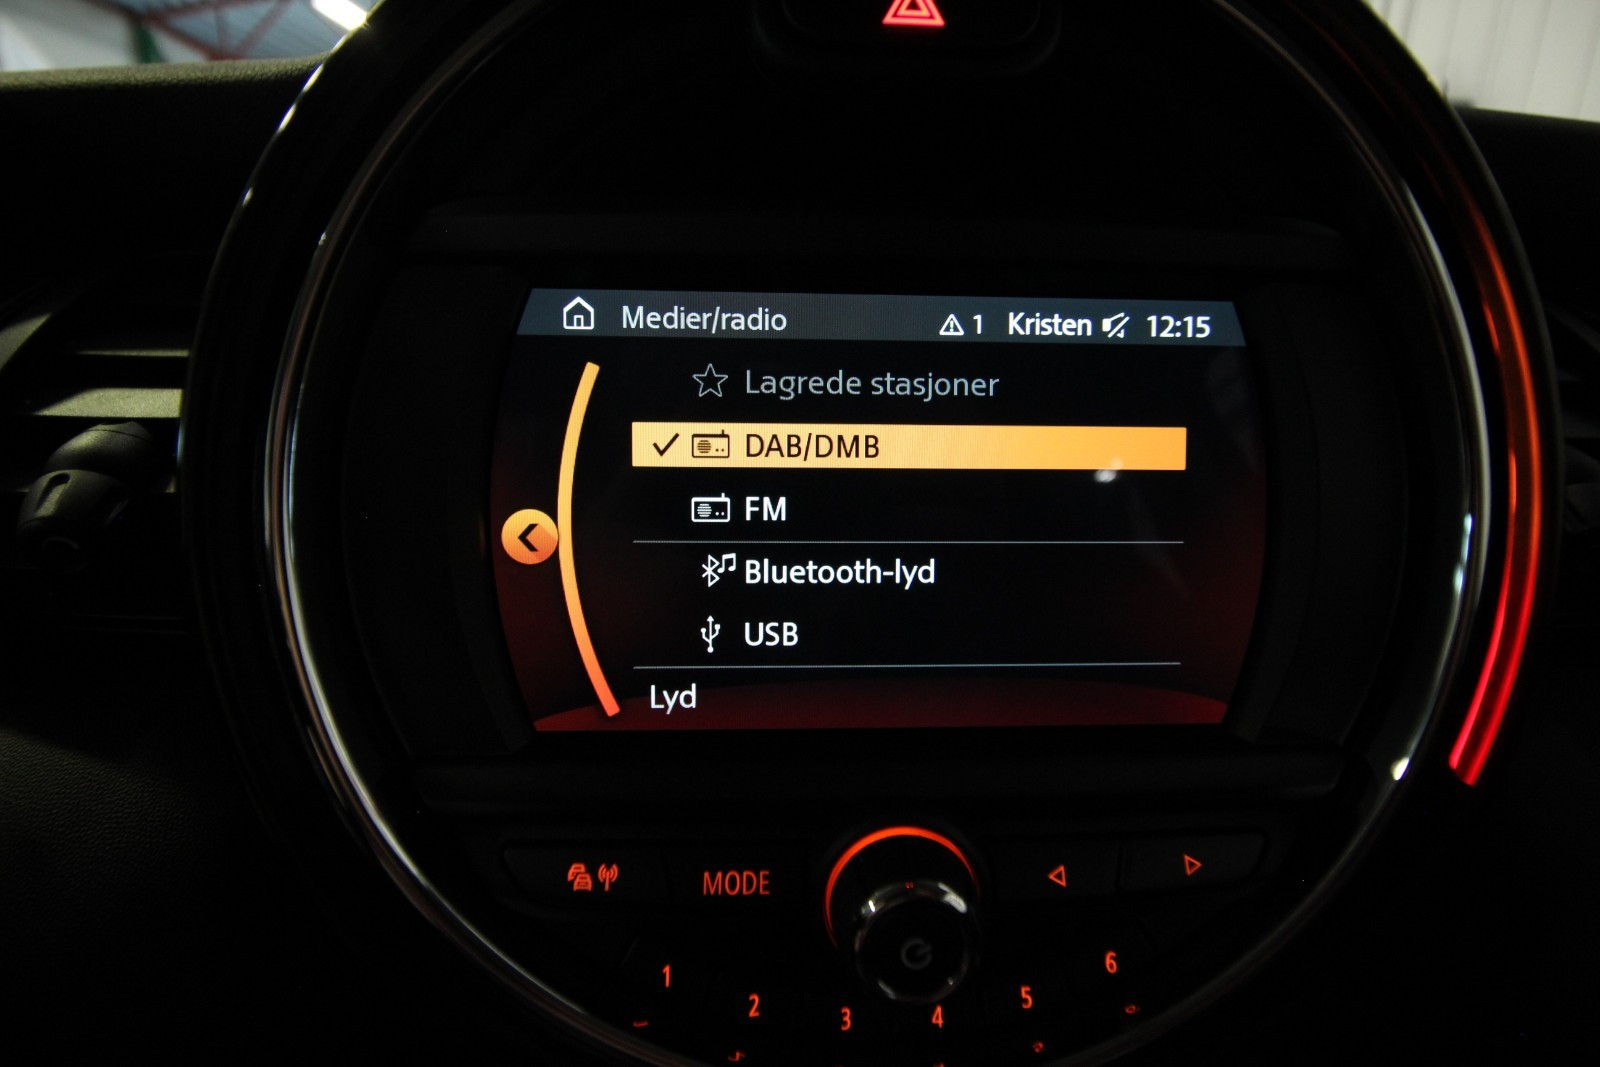 Medier/radio 1 Kristen 12:15
Lagrede stasjoner
DAB/DMB
FM
Bluetooth-lyd
USB
Lyd
MODE
1 2 3 4 5 6